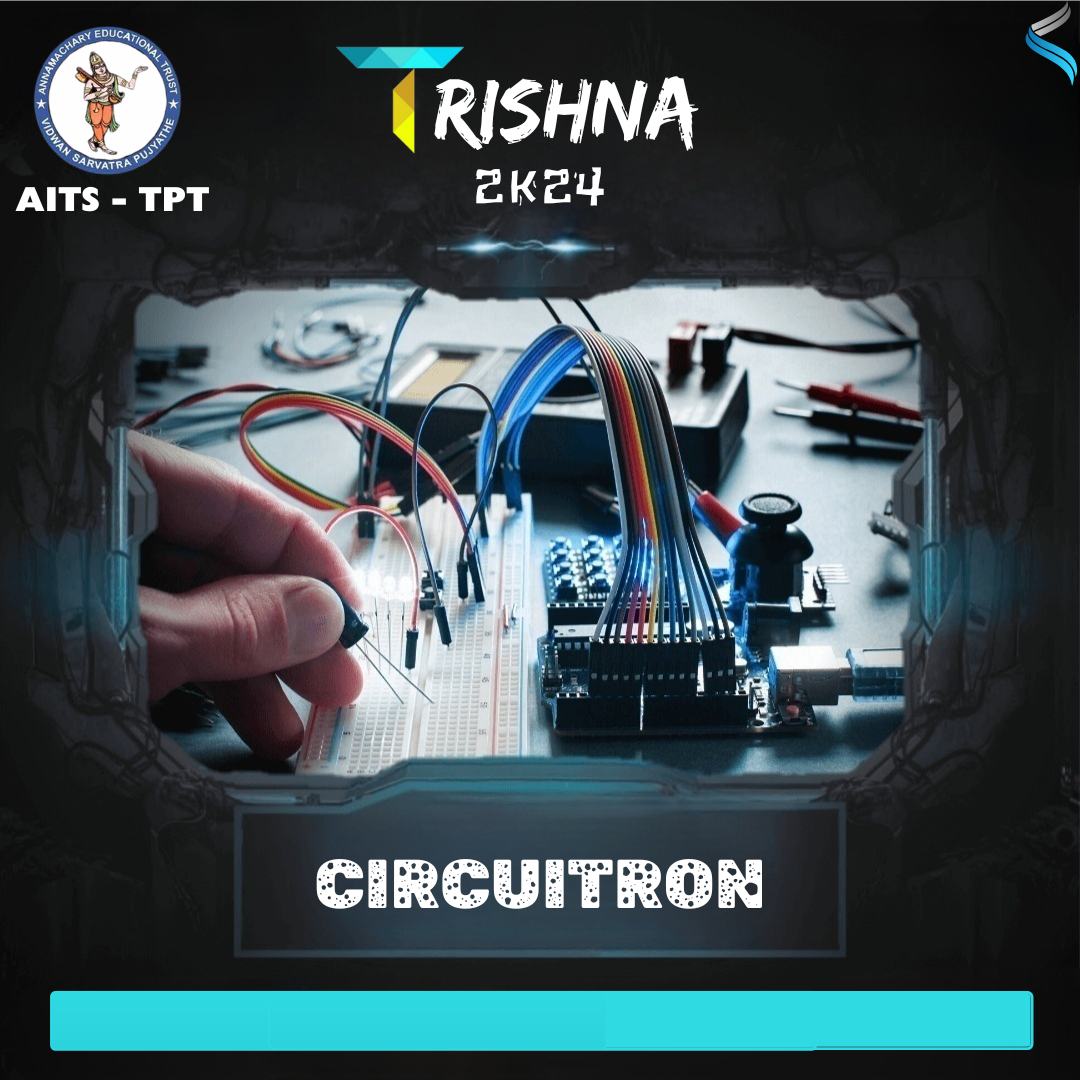 ANNAMACHARY EDUCATIONAL TRUST
VIDWAN SARVATRA PUJYATHE
AITS - TPT
TRISHNA
2K24
CIRCUITRON